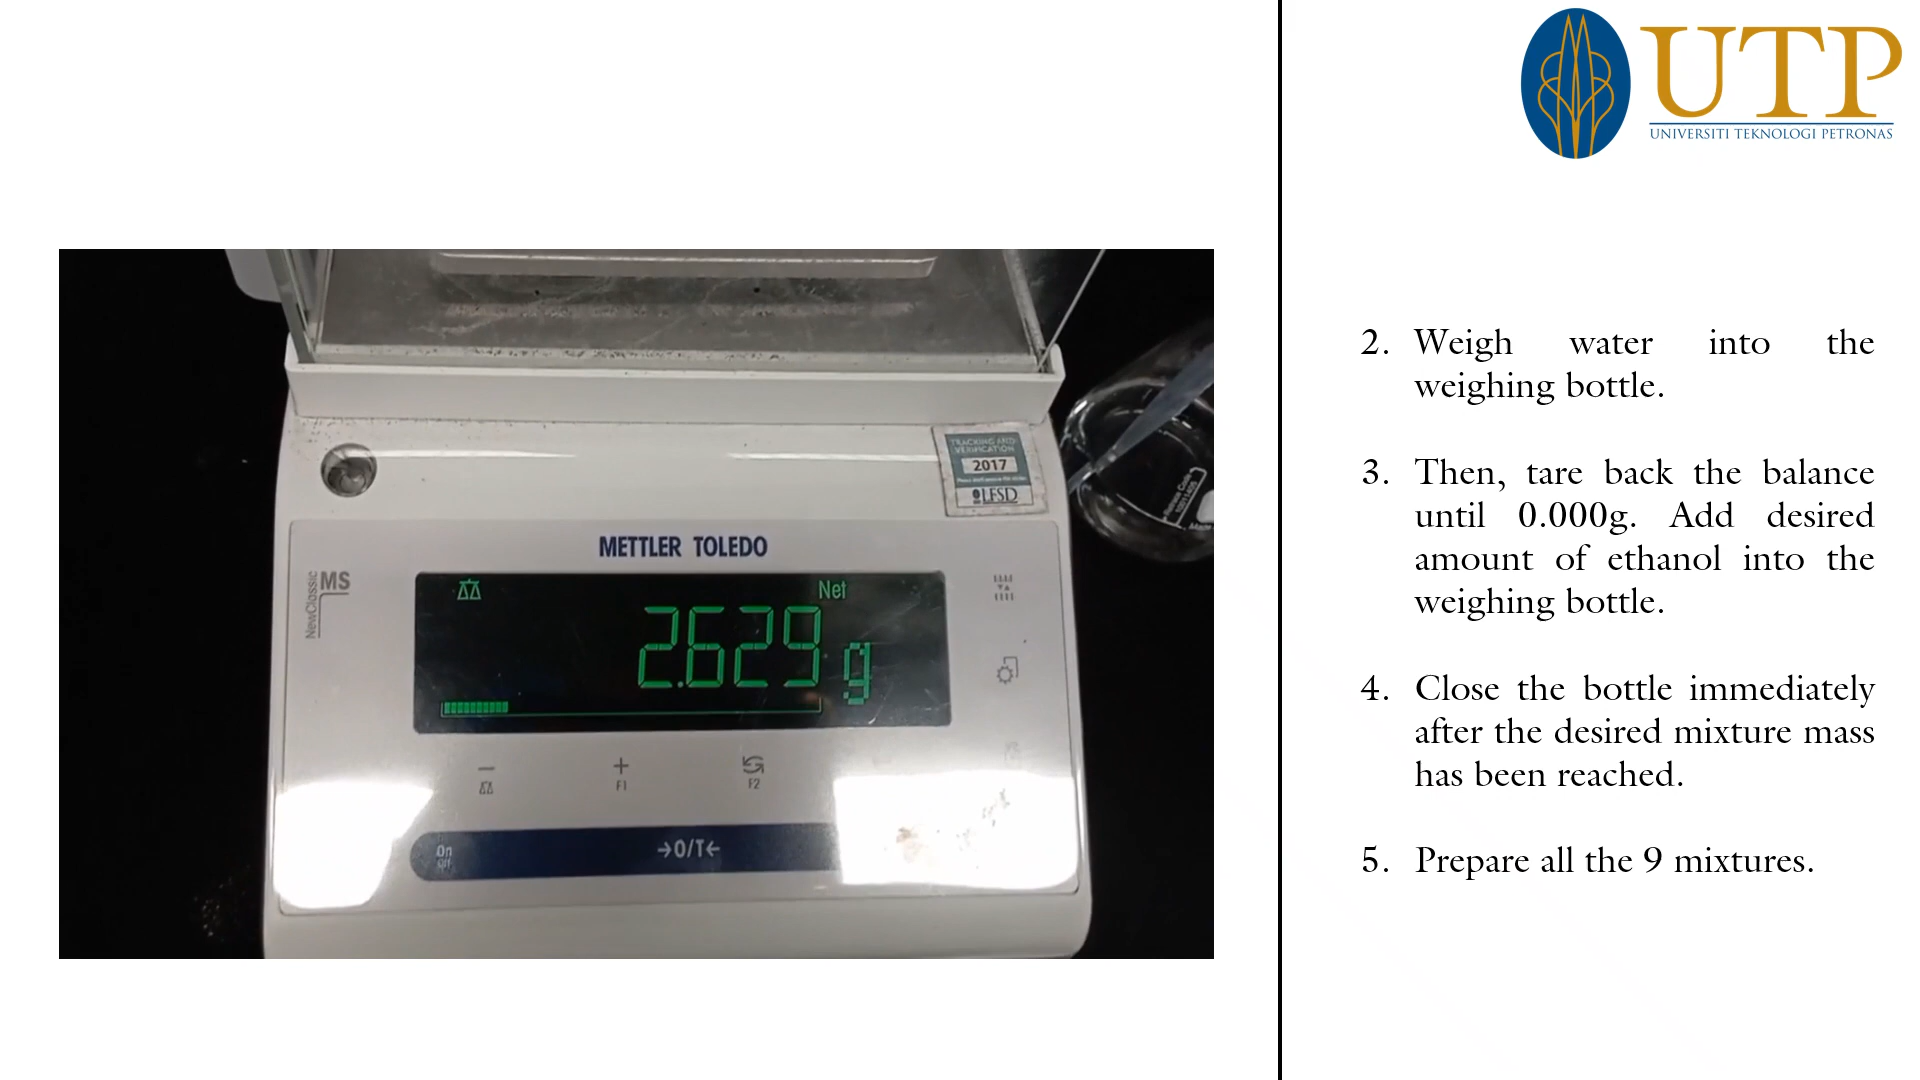 UTP
UNIVERSITI TEKNOLOGI PETRONAS
2. Weigh water into the
weighing bottle.
3. Then, tare back the balance
until 0.000g. Add desired
amount of ethanol into the
weighing bottle.
4. Close the bottle immediately
after the desired mixture mass
has been reached.
5. Prepare all the 9 mixtures.
TRACKING AND
VERIFICATION
2017
METTLER TOLEDO
NewClassic MS
Net
2.629 g
F1
F2
On
Off
→0/T←